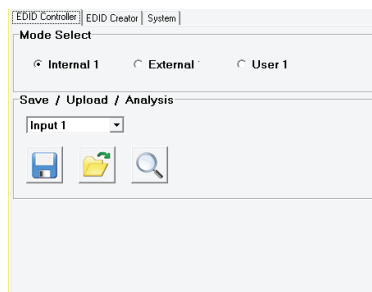 EDID Controller EDID Creator System
Mode Select
Internal 1 External User 1
Save / Upload / Analysis
Input 1